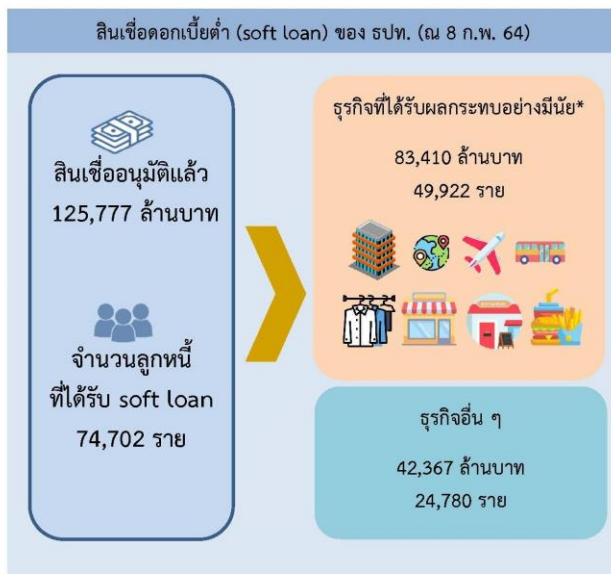 สินเชื่อดอกเบี้ยต่ำ (soft loan) ของ ธปท. (ณ 8 ก.พ. 64)
สินเชื่ออนุมัติแล้ว
125,777 ล้านบาท
จำนวนลูกหนี้
ที่ได้รับ soft loan
74,702 ราย
ธุรกิจที่ได้รับผลกระทบอย่างมีนัย*
83,410 ล้านบาท
49,922 ราย
ธุรกิจอื่น ๆ
42,367 ล้านบาท
24,780 ราย